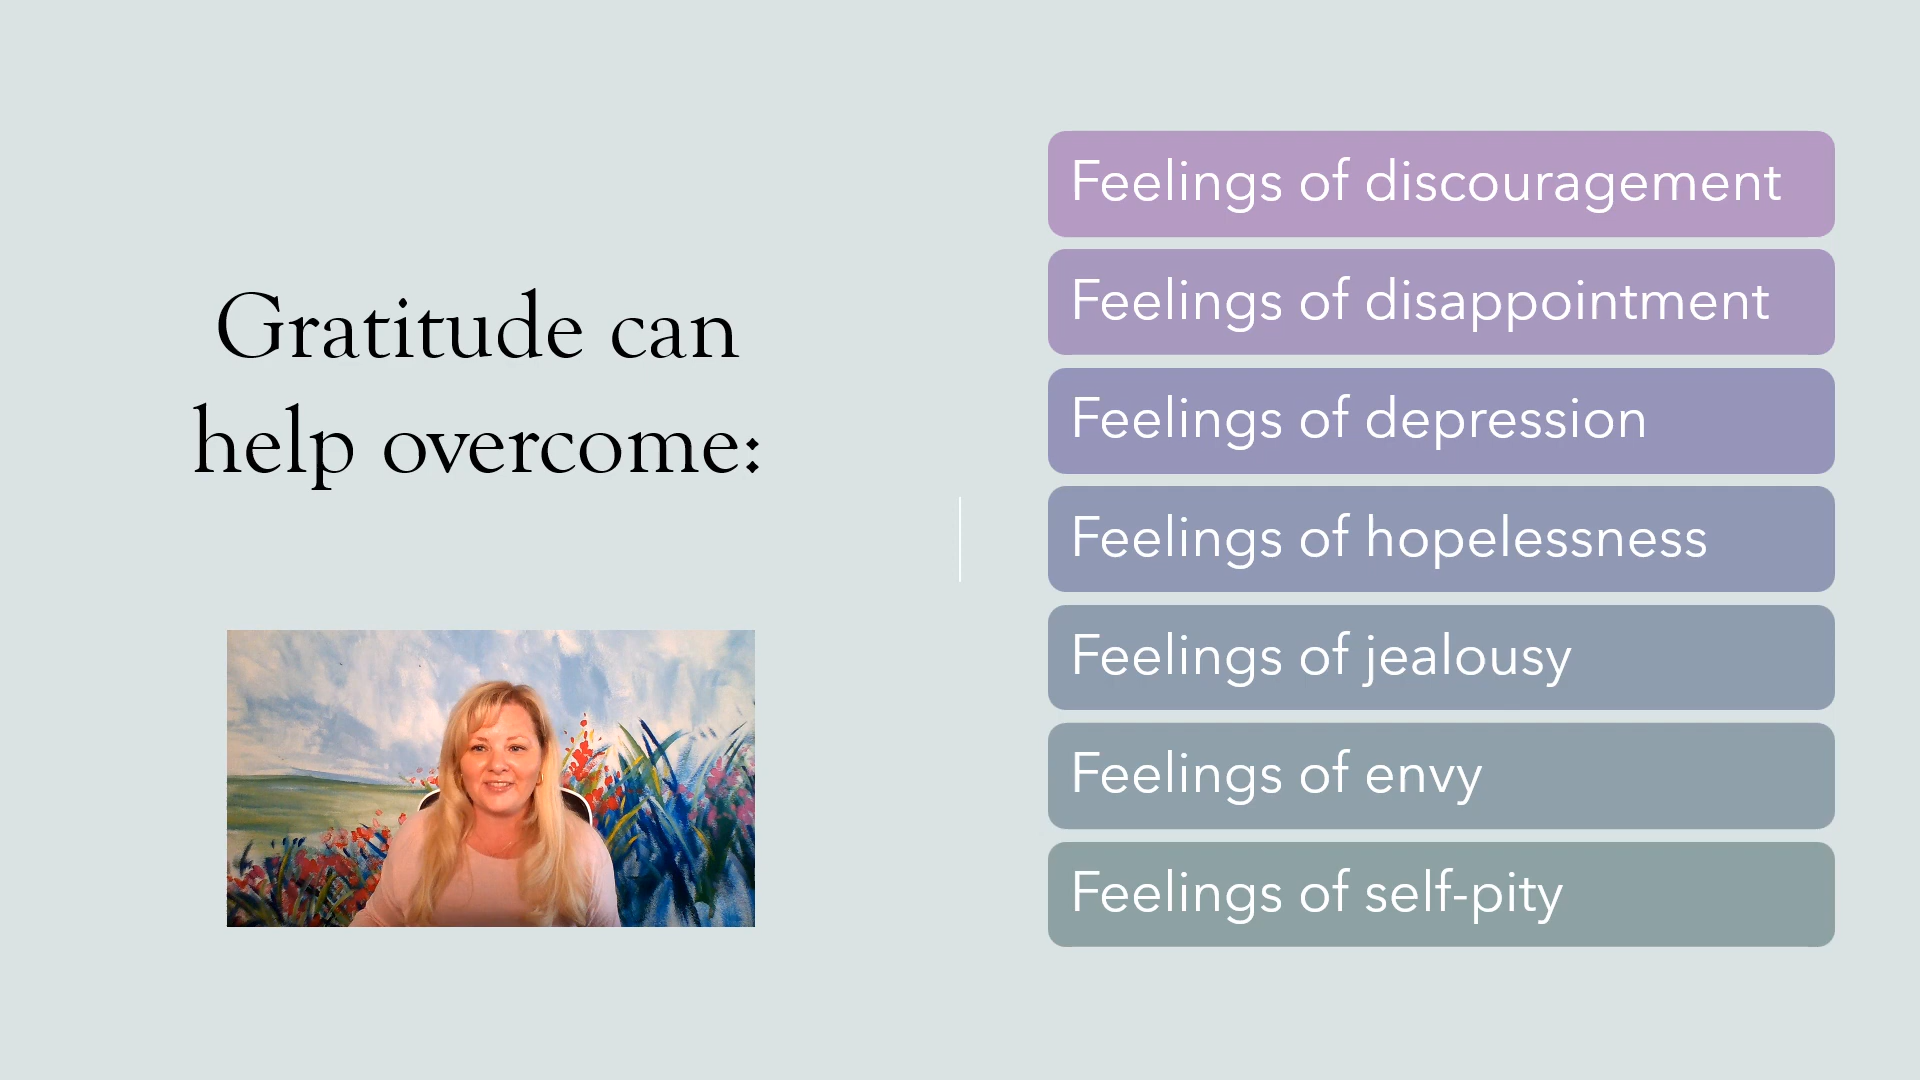 Gratitude can
help overcome:
Feelings of discouragement
Feelings of disappointment
Feelings of depression
Feelings of hopelessness
Feelings of jealousy
Feelings of envy
Feelings of self-pity